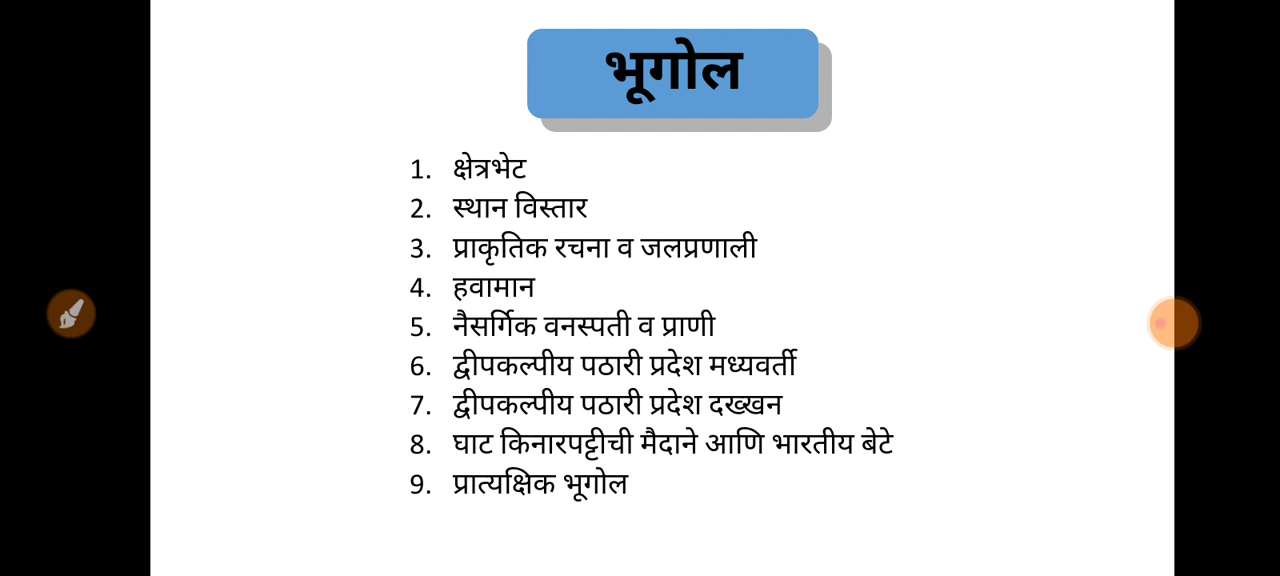 भूगोल
1. क्षेत्रभेट
2. स्थान विस्तार
3. प्राकृतिक रचना व जलप्रणाली
4. हवामान
5. नैसर्गिक वनस्पती व प्राणी
6. द्वीपकल्पीय पठारी प्रदेश मध्यवर्ती
7. द्वीपकल्पीय पठारी प्रदेश दख्खन
8. घाट किनारपट्टीची मैदाने आणि भारतीय बेटे
9. प्रात्यक्षिक भूगोल